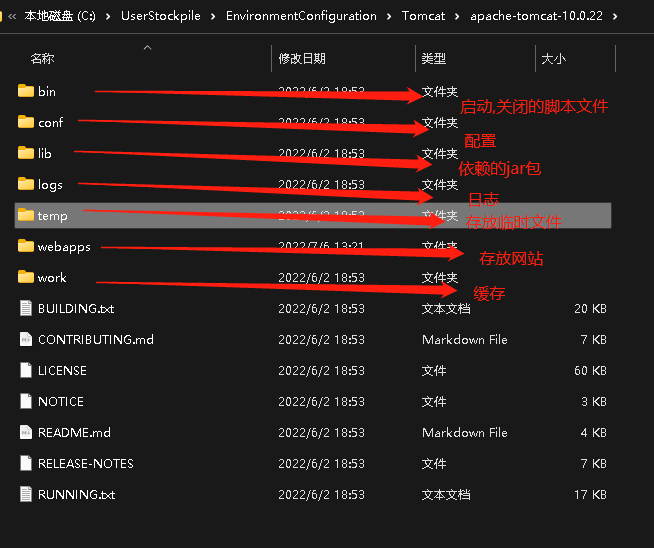 « 本地磁盘 (C:) > UserStockpile > EnvironmentConfiguration > Tomcat > apache-tomcat-10.0.22 >
名称 修改日期 类型 大小
bin 2022/6/2 18:53 文件夹
启动,关闭的脚本文件
conf 2022/6/2 18:53 文件夹
配置
lib 2022/6/2 18:53 文件夹
依赖的jar包
logs 2022/6/2 18:53 文件夹
日志
temp 2022/6/2 18:53 文件夹
存放临时文件
webapps 2022/7/6 13:21 文件夹
存放网站
work 2022/6/2 18:53 文件夹
缓存
BUILDING.txt 2022/6/2 18:53 文本文档 20 KB
CONTRIBUTING.md 2022/6/2 18:53 Markdown File 7 KB
LICENSE 2022/6/2 18:53 文件 60 KB
NOTICE 2022/6/2 18:53 文件 3 KB
README.md 2022/6/2 18:53 Markdown File 4 KB
RELEASE-NOTES 2022/6/2 18:53 文件 7 KB
RUNNING.txt 2022/6/2 18:53 文本文档 17 KB